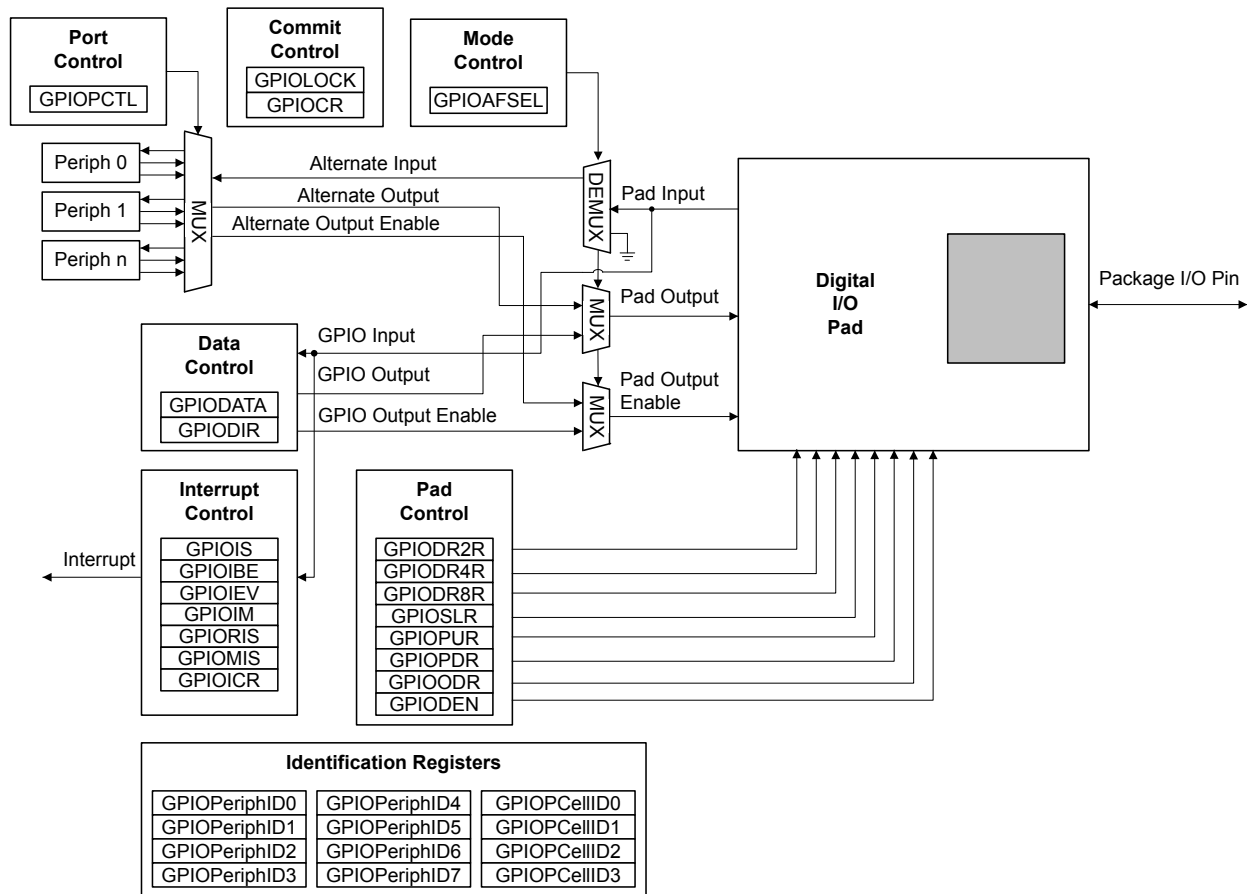 Port
Control
GPIOPCTL
Commit
Control
GPIOLOCK
GPIOCR
Mode
Control
GPIOAFSEL
Periph 0
Periph 1
Periph n
MUX
Alternate Input
Alternate Output
Alternate Output Enable
DEMUX
Pad Input
MUX
Pad Output
MUX
Pad Output
Enable
Digital
I/O
Pad
Package I/O Pin
Data
Control
GPIODATA
GPIODIR
GPIO Input
GPIO Output
GPIO Output Enable
Interrupt
Control
GPIOIS
GPIOIBE
GPIOIEV
GPIOIM
GPIORIS
GPIOMIS
GPIOICR
Interrupt
Pad
Control
GPIODR2R
GPIODR4R
GPIODR8R
GPIOSLR
GPIOPUR
GPIOPDR
GPIOODR
GPIODEN
Identification Registers
GPIOPeriphID0
GPIOPeriphID1
GPIOPeriphID2
GPIOPeriphID3
GPIOPeriphID4
GPIOPeriphID5
GPIOPeriphID6
GPIOPeriphID7
GPIOPCellID0
GPIOPCellID1
GPIOPCellID2
GPIOPCellID3